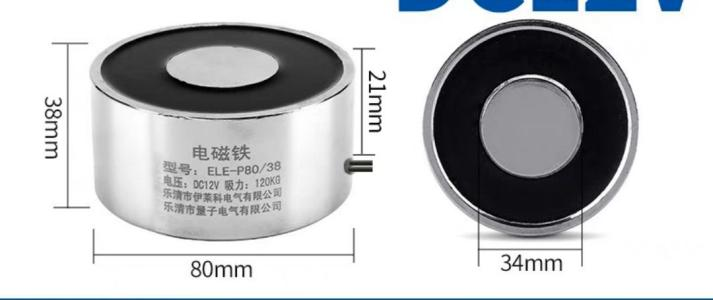 DC12V
38mm
21mm
电磁铁
型号：ELE-P80/38
电压：DC12V 吸力：120KG
乐清市伊莱科电气有限公司
乐清市量子电气有限公司
80mm
34mm